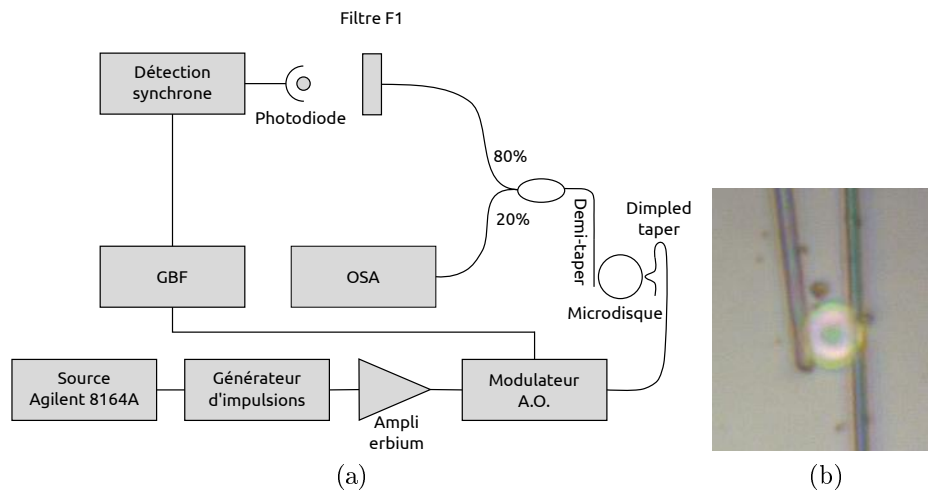 Filtre F1
Détection
synchrone
Photodiode
80%
20%
Demi-taper
Dimpled
taper
GBF
OSA
Microdisque
Source
Agilent 8164A
Générateur
d'impulsions
Ampli
erbium
Modulateur
A.O.
(a)
(b)